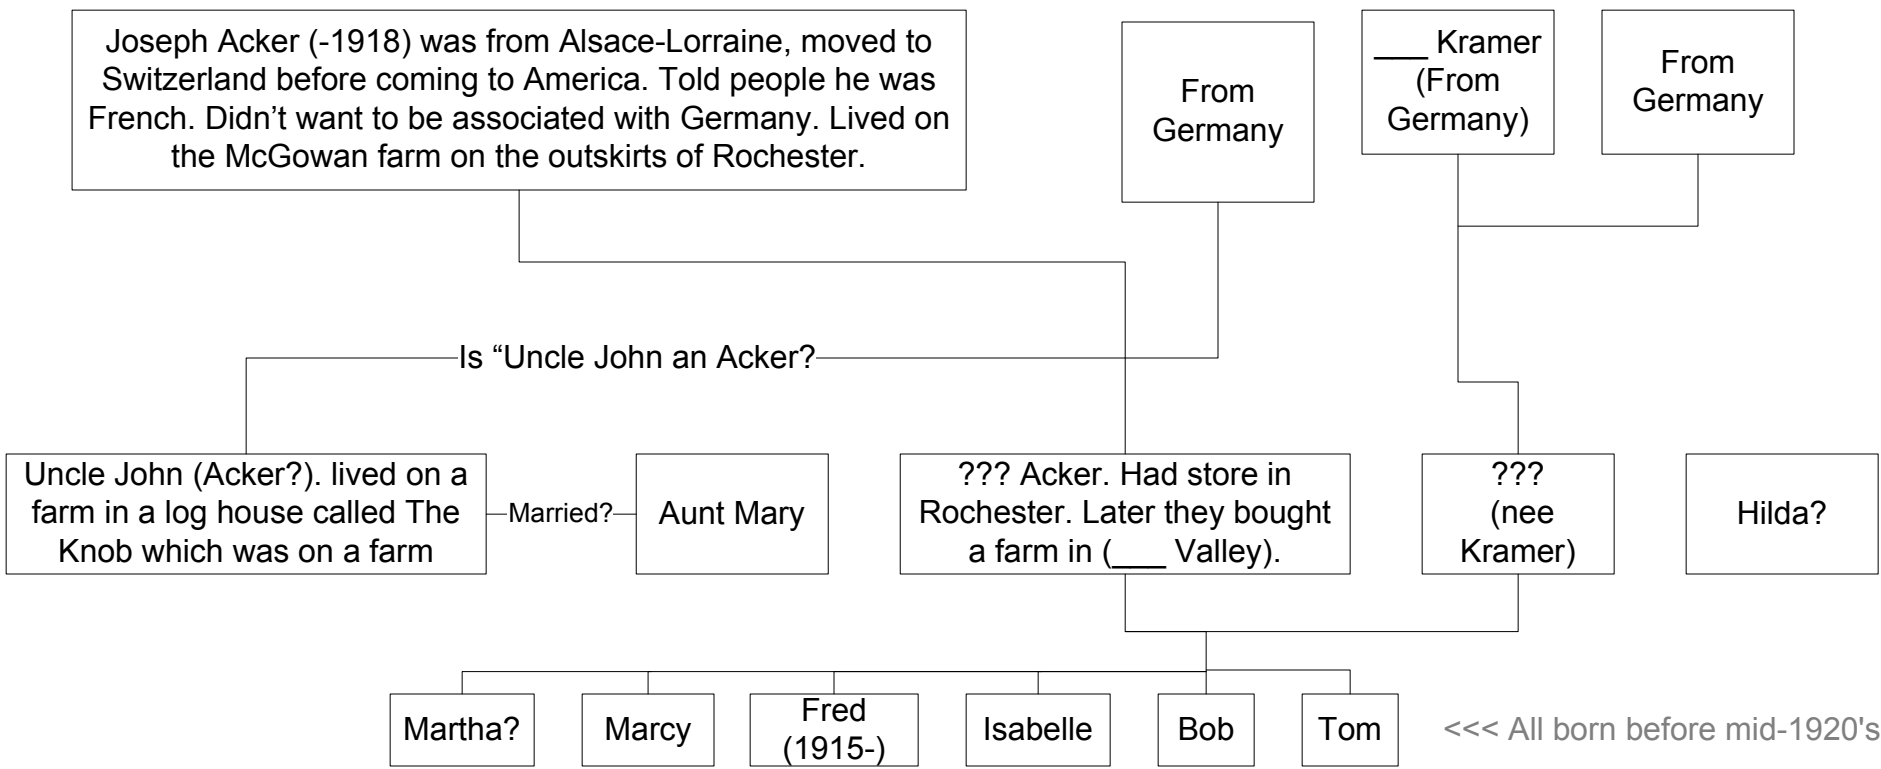 Joseph Acker (-1918) was from Alsace-Lorraine, moved to
Switzerland before coming to America. Told people he was
French. Didn’t want to be associated with Germany. Lived on
the McGowan farm on the outskirts of Rochester.
From
Germany
___ Kramer
(From
Germany)
From
Germany
Is “Uncle John an Acker?
Uncle John (Acker?). lived on a
farm in a log house called The
Knob which was on a farm
Married?
Aunt Mary
??? Acker. Had store in
Rochester. Later they bought
a farm in (___ Valley).
???
(nee
Kramer)
Hilda?
Martha?
Marcy
Fred
(1915-)
Isabelle
Bob
Tom
<<< All born before mid-1920's